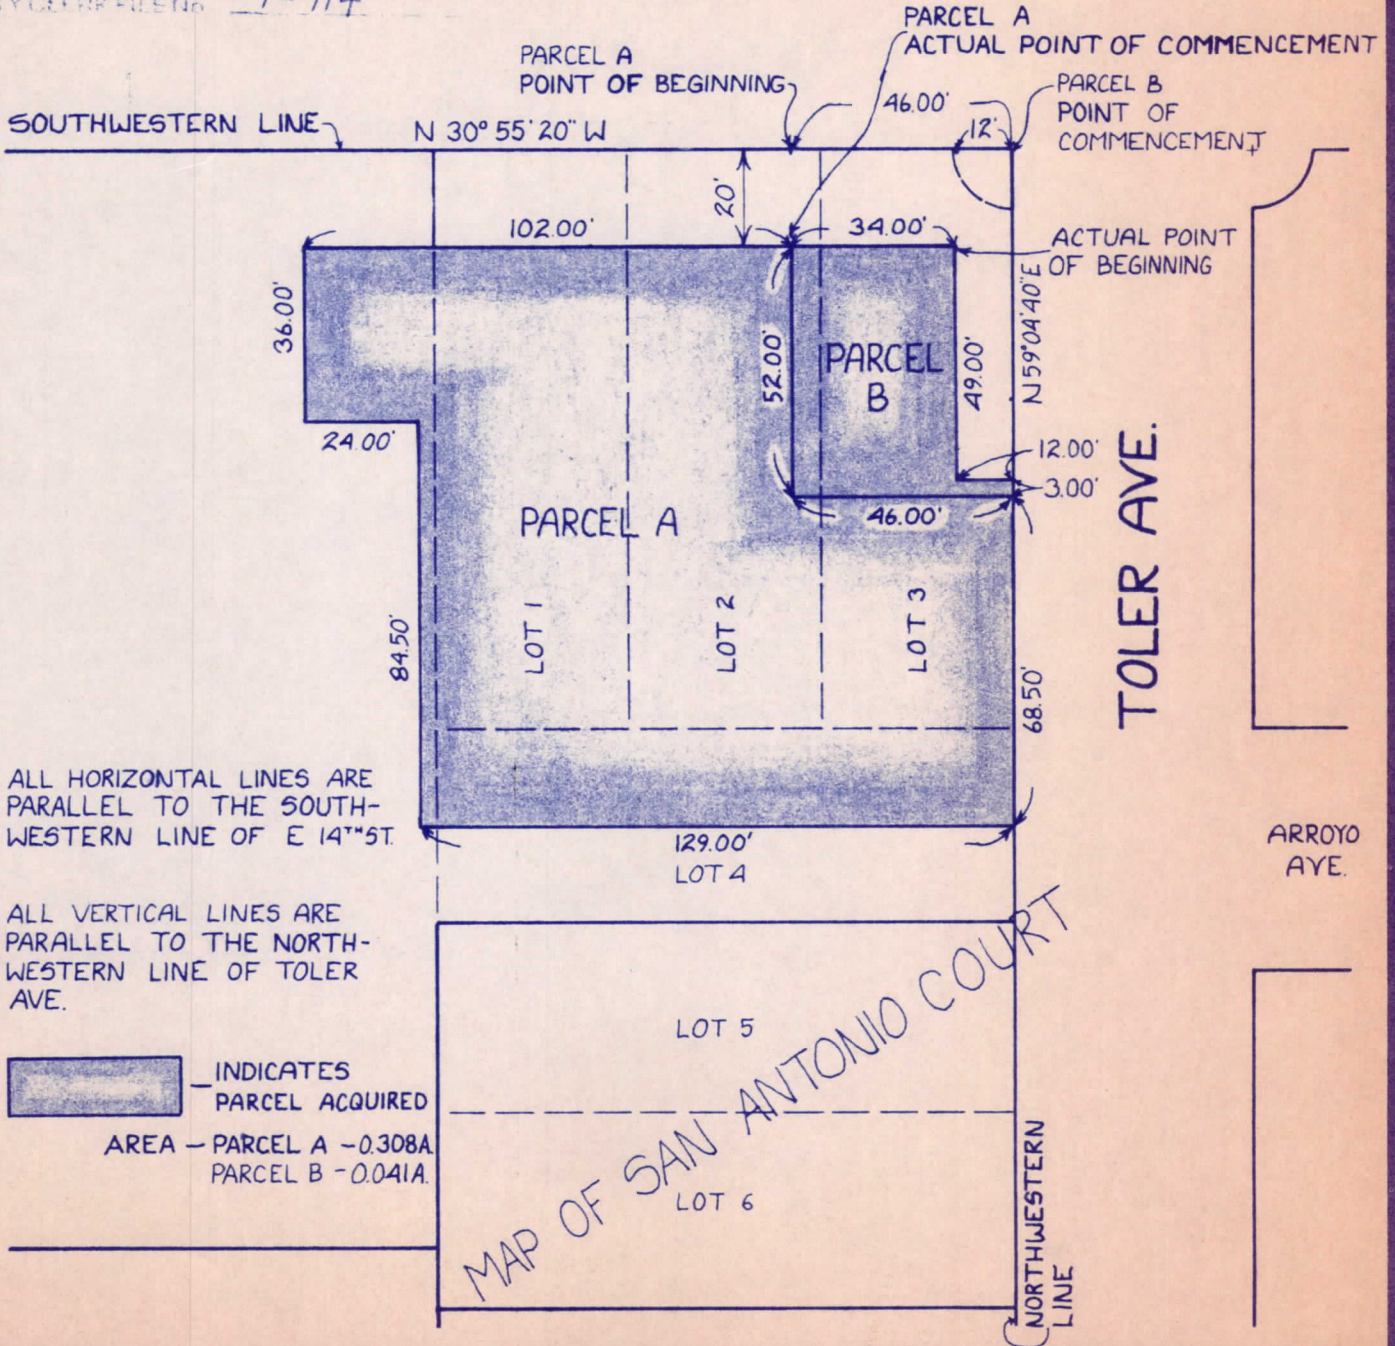 PARCEL A
ACTUAL POINT OF COMMENCEMENT
PARCEL A
POINT OF BEGINNING
46.00'
PARCEL B
POINT OF
COMMENCEMENT
12'
SOUTHWESTERN LINE
N 30° 55' 20" W
20'
102.00'
34.00'
ACTUAL POINT
OF BEGINNING
N 59° 04' 40" E
36.00'
52.00'
PARCEL
B
49.00'
24.00'
12.00'
3.00'
46.00'
PARCEL A
TOLER AVE.
LOT 1
LOT 2
LOT 3
84.50'
68.50'
ALL HORIZONTAL LINES ARE
PARALLEL TO THE SOUTH-
WESTERN LINE OF E 14TH ST.
129.00'
LOT 4
ARROYO
AVE.
ALL VERTICAL LINES ARE
PARALLEL TO THE NORTH-
WESTERN LINE OF TOLER
AVE.
MAP OF SAN ANTONIO COURT
LOT 5
INDICATES
PARCEL ACQUIRED
AREA - PARCEL A - 0.308A.
PARCEL B - 0.041A.
LOT 6
NORTHWESTERN
LINE